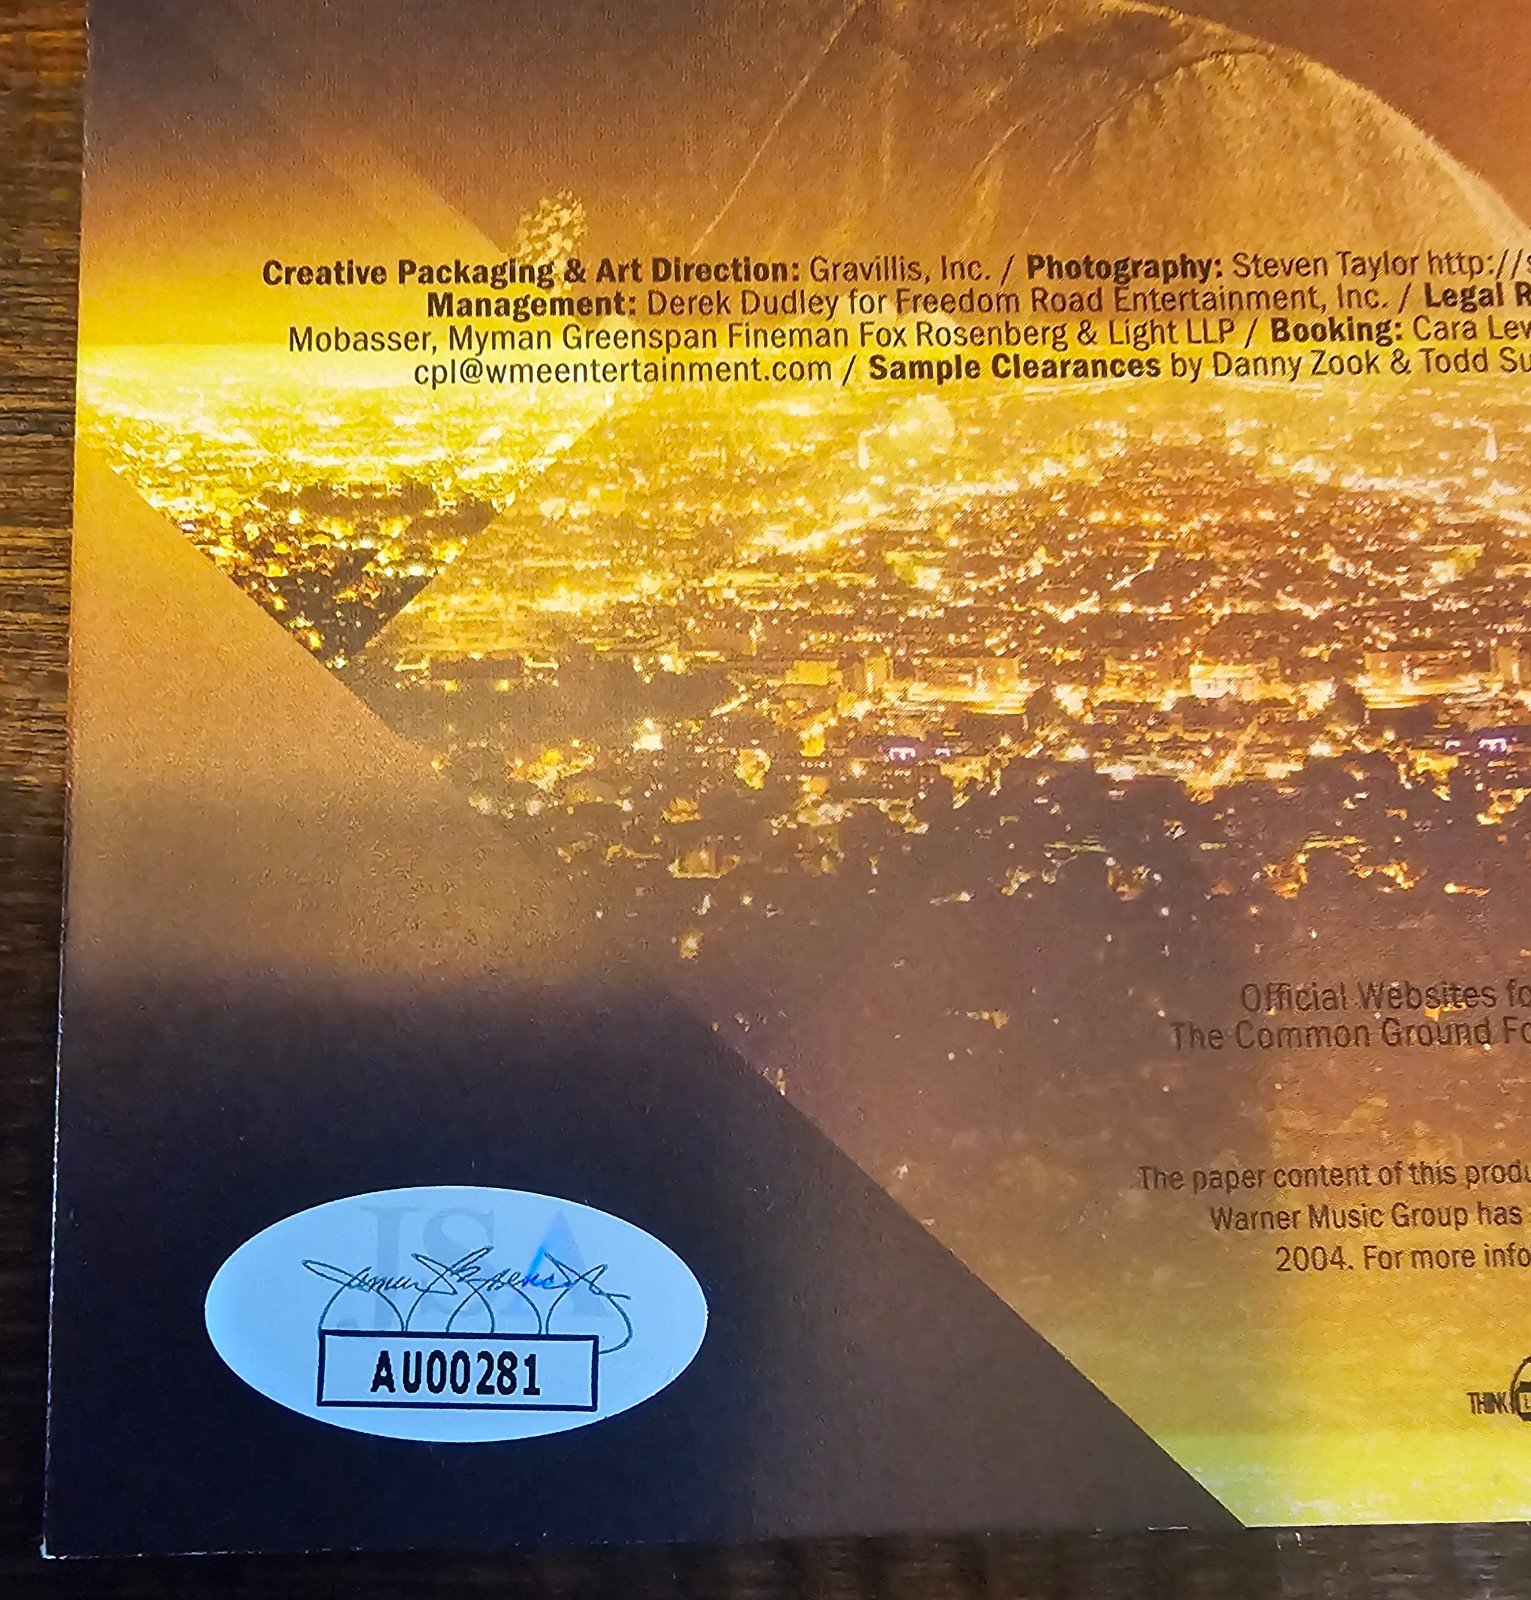 Creative Packaging & Art Direction: Gravillis, Inc. / Photography: Steven Taylor http://
Management: Derek Dudley for Freedom Road Entertainment, Inc. / Legal
Mobasser, Myman Greenspan Fineman Fox Rosenberg & Light LLP / Booking: Cara
cpl@wmeentertainment.com / Sample Clearances by Danny Zook & Todd
Official Websites
The Common Ground
The paper content of this
Warner Music Group has
2004. For more
THINK
JSA
AU00281